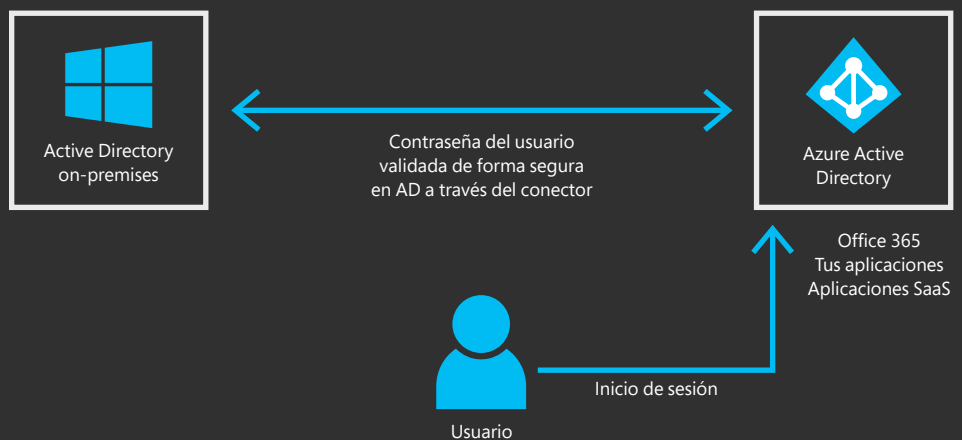 Active Directory
on-premises
Contraseña del usuario
validada de forma segura
en AD a través del conector
Azure Active
Directory
Office 365
Tus aplicaciones
Aplicaciones SaaS
Inicio de sesión
Usuario